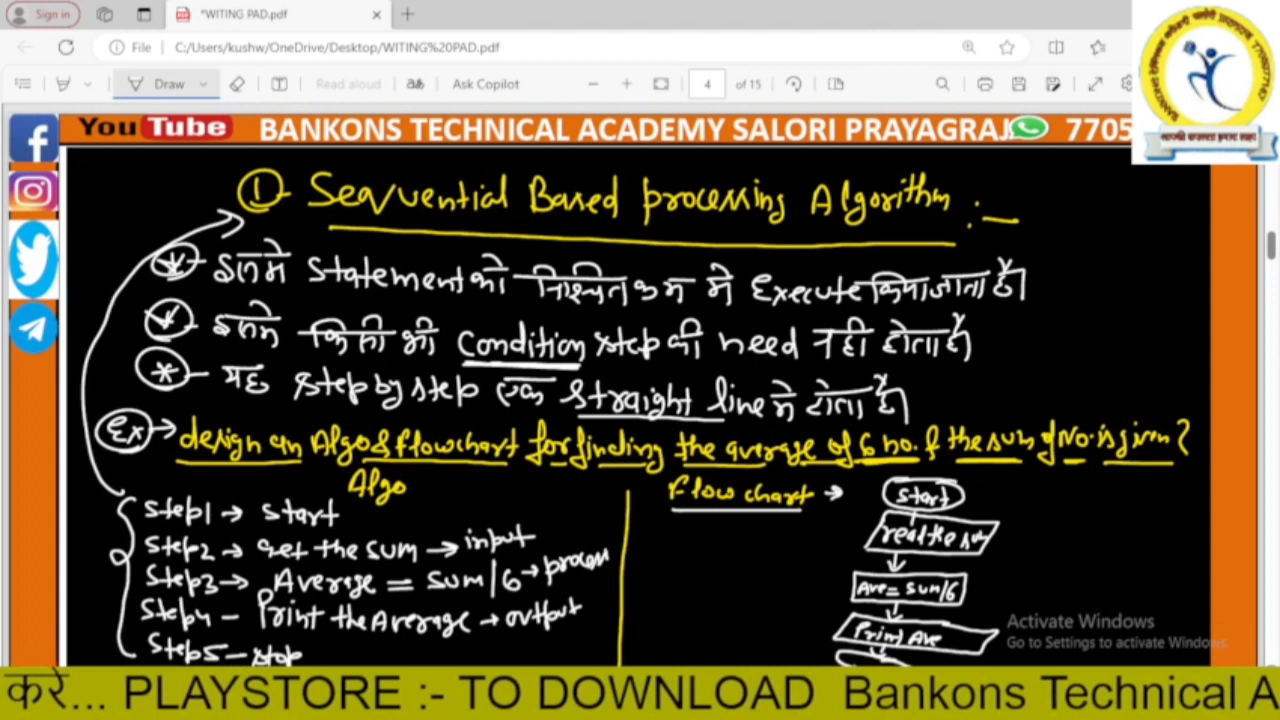 Sign in
*WITING PAD.pdf
File C:/Users/kushw/OneDrive/Desktop/WITING%20PAD.pdf
Draw Read aloud Ask Copilot 4 of 15
YouTube BANKONS TECHNICAL ACADEMY SALORI PRAYAGRAJ 7705
① Sequential Based processing Algorithm :—
* इसमे Statement को निश्चित क्रम मे Execute किया जाता है।
* इसमे किसी भी Condition step की need नही होता है।
* यह step by step एक Straight line मे होता है।
Ex → design an Algo & flowchart for finding the average of 6 no. if the sum of No. is given?
Algo
Step1 → Start
Step2 → get the sum → input
Step3 → Average = sum/6 → process
Step4 – Print the Average → output
Step5 – stop
Flow chart →
Start
read the sum
Ave = sum/6
Print Ave
Activate Windows
Go to Settings to activate Windows.
करे... PLAYSTORE :- TO DOWNLOAD Bankons Technical A